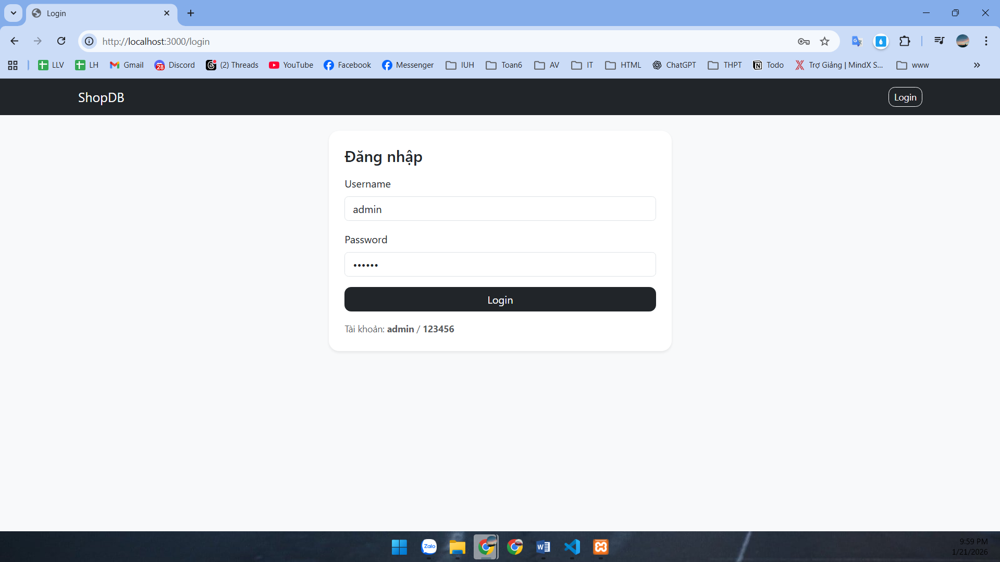 Login
http://localhost:3000/login
LLV LH Gmail Discord (2) Threads YouTube Facebook Messenger IUH Toan6 AV IT HTML ChatGPT THPT Todo Trợ Giảng | MindX S... www
28
ShopDB
Login
Đăng nhập
Username
admin
Password
••••••
Login
Tài khoản: admin / 123456
Zalo
9:59 PM
1/21/2026